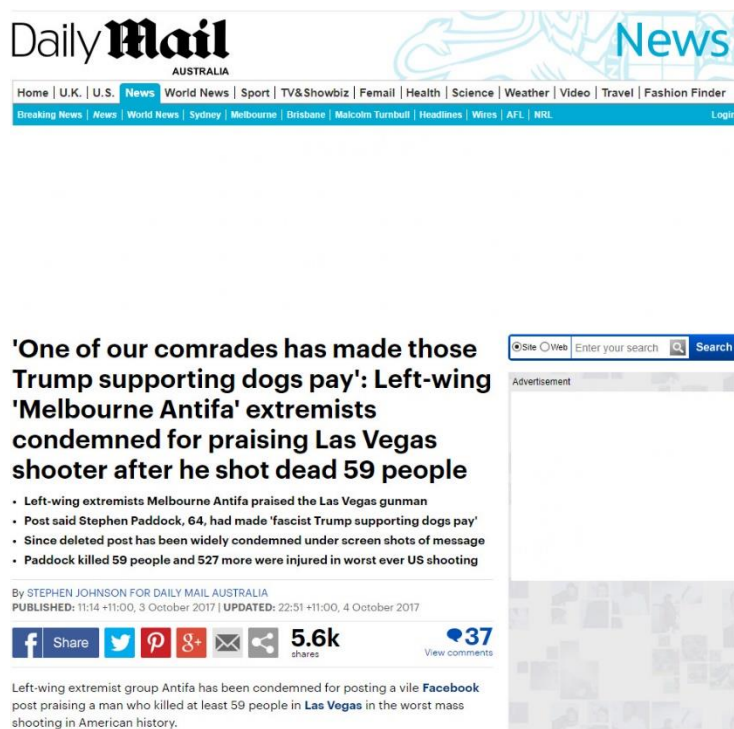 Daily Mail
AUSTRALIA
News
Home | U.K. | U.S. News World News | Sport | TV&Showbiz | Femail | Health | Science | Weather | Video | Travel | Fashion Finder
Breaking News | News | World News | Sydney | Melbourne | Brisbane | Malcolm Turnbull | Headlines | Wires | AFL | NRL Login
'One of our comrades has made those
Trump supporting dogs pay': Left-wing
'Melbourne Antifa' extremists
condemned for praising Las Vegas
shooter after he shot dead 59 people
• Left-wing extremists Melbourne Antifa praised the Las Vegas gunman
• Post said Stephen Paddock, 64, had made 'fascist Trump supporting dogs pay'
• Since deleted post has been widely condemned under screen shots of message
• Paddock killed 59 people and 527 more were injured in worst ever US shooting
By STEPHEN JOHNSON FOR DAILY MAIL AUSTRALIA
PUBLISHED: 11:14 +11:00, 3 October 2017 | UPDATED: 22:51 +11:00, 4 October 2017
f Share 8+ 5.6k
shares
37
View comments
Left-wing extremist group Antifa has been condemned for posting a vile Facebook
post praising a man who killed at least 59 people in Las Vegas in the worst mass
shooting in American history.
Site Web Enter your search Search
Advertisement